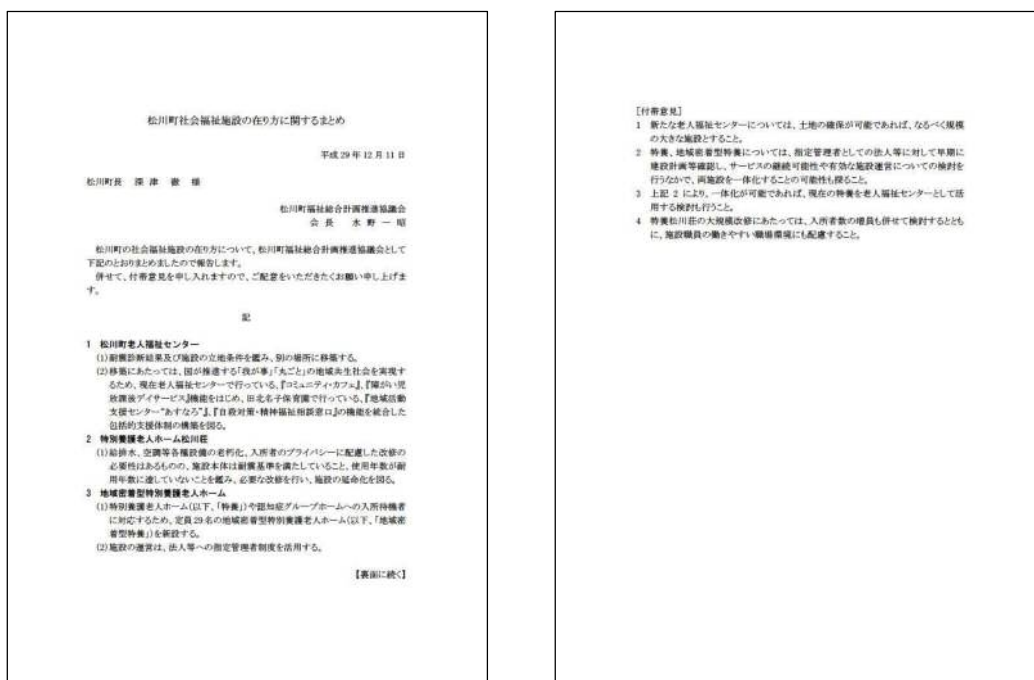 松川町社会福祉施設の在り方に関するまとめ
平成29年12月11日
松川町長 深津 徹 様
松川町福祉総合計画推進協議会
会長 水野一昭
松川町の社会福祉施設の在り方について、松川町福祉総合計画推進協議会として
下記のとおりまとめましたので報告します。
併せて、付帯意見を申し入れますので、ご配意をいただきたくお願い申し上げま
す。
記
1 松川町老人福祉センター
(1)耐震診断結果及び施設の立地条件を鑑み、別の場所に移築する。
(2)移築にあたっては、国が推進する「我が事」「丸ごと」の地域共生社会を実現す
るため、現在老人福祉センターで行っている、『コミュニティ・カフェ』、『障がい児
放課後デイサービス』機能をはじめ、旧北名子保育園で行っている、『地域活動
支援センター"あすなろ"』、『自殺対策・精神福祉相談窓口』の機能を統合した
包括的支援体制の構築を図る。
2 特別養護老人ホーム松川荘
(1)給排水、空調等各種設備の老朽化、入所者のプライバシーに配慮した改修の
必要性はあるものの、施設本体は耐震基準を満たしていること、使用年数が耐
用年数に達していないことを鑑み、必要な改修を行い、施設の延命化を図る。
3 地域密着型特別養護老人ホーム
(1)特別養護老人ホーム(以下、「特養」)や認知症グループホームへの入所待機者
に対応するため、定員29名の地域密着型特別養護老人ホーム(以下、「地域密
着型特養」)を新設する。
(2)施設の運営は、法人等への指定管理者制度を活用する。
【裏面に続く】
[付帯意見]
1 新たな老人福祉センターについては、土地の確保が可能であれば、なるべく規模
の大きな施設とすること。
2 特養、地域密着型特養については、指定管理者としての法人等に対して早期に
建設計画等確認し、サービスの継続可能性や有効な施設運営についての検討を
行うなかで、両施設を一体化することの可能性も探ること。
3 上記 2 により、一体化が可能であれば、現在の特養を老人福祉センターとして活
用する検討も行うこと。
4 特養松川荘の大規模改修にあたっては、入所者数の増員も併せて検討するととも
に、施設職員の働きやすい職場環境にも配慮すること。